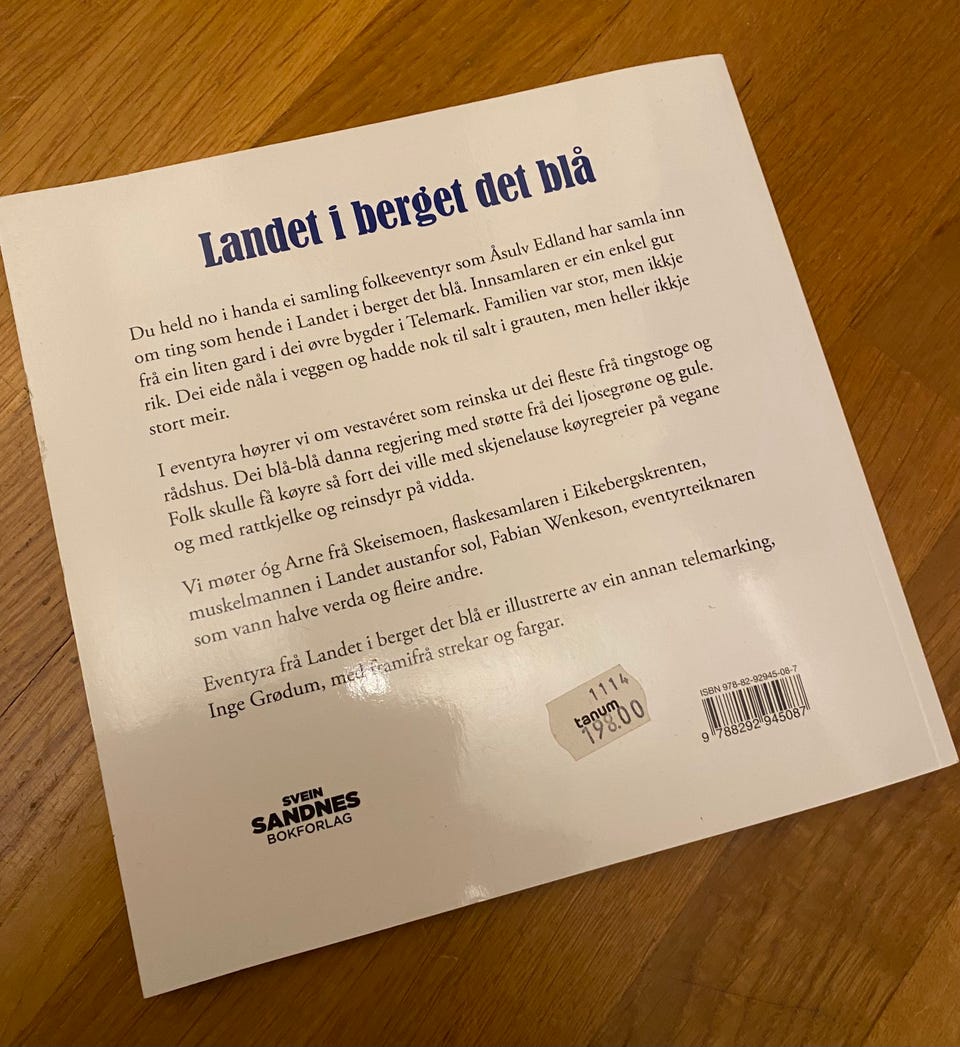 Landet i berget det blå
Du held no i handa ei samling folkeeventyr som Åsulv Edland har samla inn
om ting som hende i Landet i berget det blå. Innsamlaren er ein enkel gut
frå ein liten gard i dei øvre bygder i Telemark. Familien var stor, men ikkje
rik. Dei eide nåla i veggen og hadde nok til salt i grauten, men heller ikkje
stort meir.
I eventyra høyrer vi om vestavéret som reinska ut dei fleste frå tingstoge og
rådshus. Dei blå-blå danna regjering med støtte frå dei ljosegrøne og gule.
Folk skulle få køyre så fort dei ville med skjenelause køyregreier på vegane
og med rattkjelke og reinsdyr på vidda.
Vi møter óg Arne frå Skeisemoen, flaskesamlaren i Eikebergskrenten,
muskelmannen i Landet austanfor sol, Fabian Wenkeson, eventyrteiknaren
som vann halve verda og fleire andre.
Eventyra frå Landet i berget det blå er illustrerte av ein annan telemarking,
Inge Grødum, med framifrå strekar og fargar.
1114
tanum
198.00
ISBN 978-82-92945-08-7
9 788292 945087
SVEIN
SANDNES
BOKFORLAG